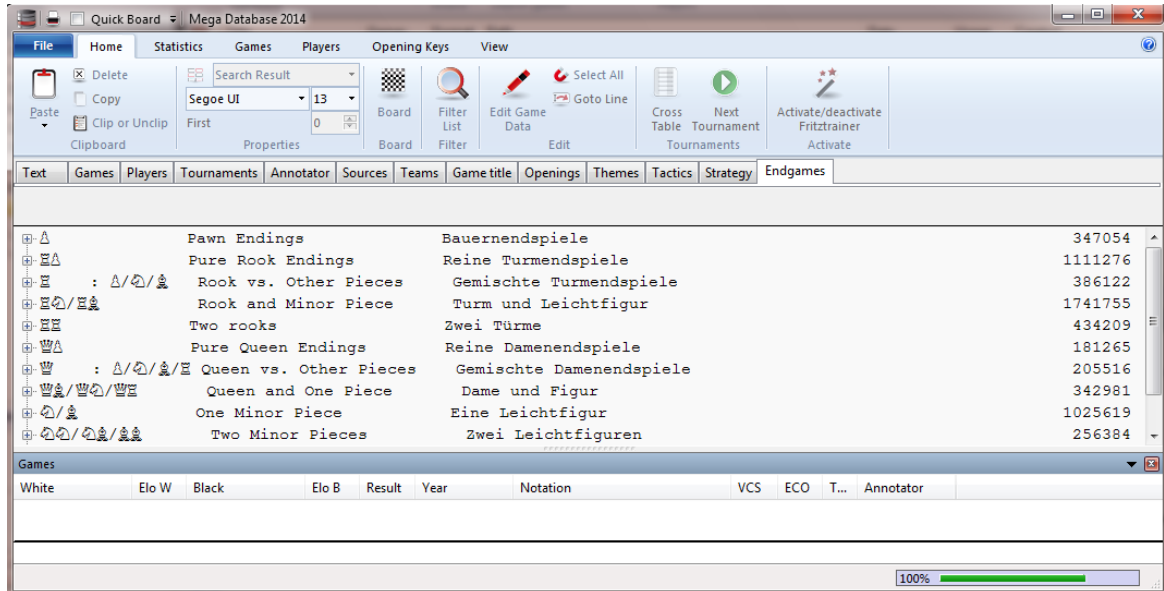 Quick Board Mega Database 2014
File Home Statistics Games Players Opening Keys View
Paste Delete Copy Clip or Unclip
Clipboard
Search Result
Segoe UI 13
First 0
Properties
Board
Board
Filter List
Filter
Edit Game Data Select All Goto Line
Edit
Cross Table Next Tournament
Tournaments
Activate/deactivate Fritztrainer
Activate
Text Games Players Tournaments Annotator Sources Teams Game title Openings Themes Tactics Strategy Endgames
♙ Pawn Endings Bauernendspiele 347054
♖♙ Pure Rook Endings Reine Turmendspiele 1111276
♖ : ♙/♘/♗ Rook vs. Other Pieces Gemischte Turmendspiele 386122
♖♘/♖♗ Rook and Minor Piece Turm und Leichtfigur 1741755
♖♖ Two rooks Zwei Türme 434209
♕♙ Pure Queen Endings Reine Damenendspiele 181265
♕ : ♙/♘/♗/♖ Queen vs. Other Pieces Gemischte Damenendspiele 205516
♕♗/♕♘/♕♖ Queen and One Piece Dame und Figur 342981
♘/♗ One Minor Piece Eine Leichtfigur 1025619
♘♘/♘♗/♗♗ Two Minor Pieces Zwei Leichtfiguren 256384
Games
White Elo W Black Elo B Result Year Notation VCS ECO T... Annotator
100%